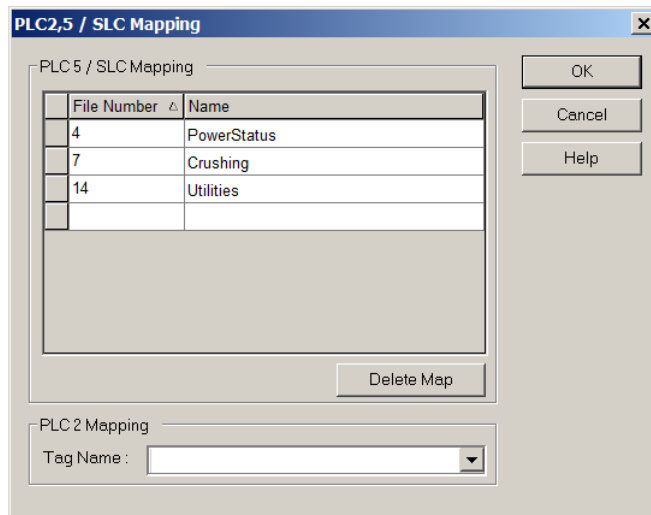 PLC2,5 / SLC Mapping
PLC 5 / SLC Mapping
File Number Name
4 PowerStatus
7 Crushing
14 Utilities
Delete Map
PLC 2 Mapping
Tag Name :
OK
Cancel
Help